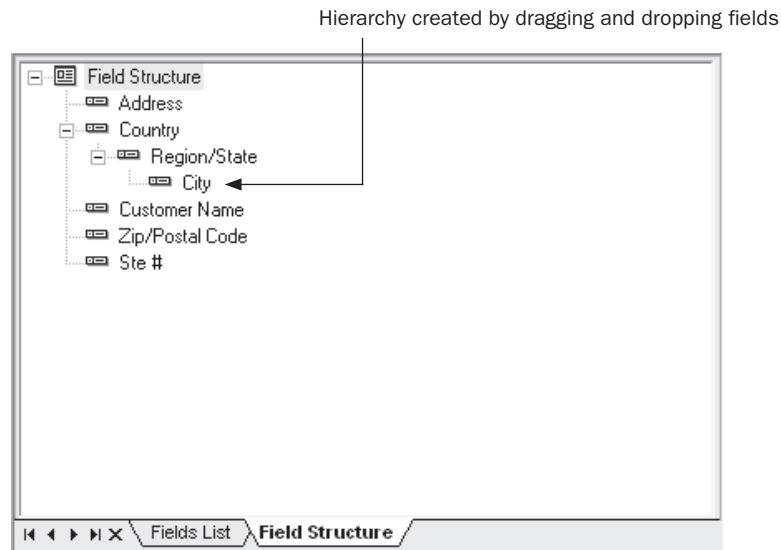 Hierarchy created by dragging and dropping fields
Field Structure
Address
Country
Region/State
City
Customer Name
Zip/Postal Code
Ste #
Fields List
Field Structure